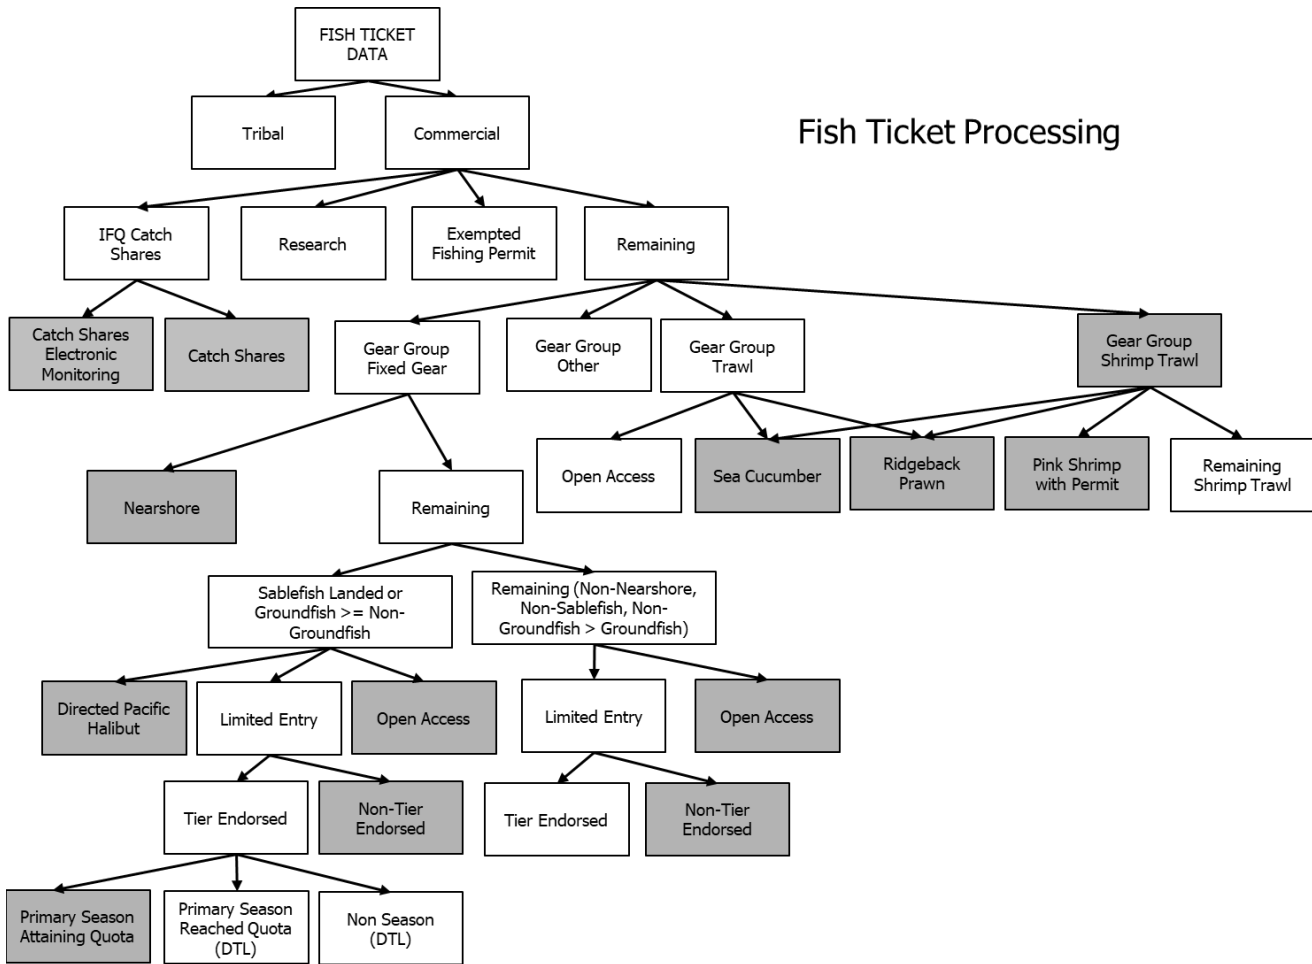 FISH TICKET
DATA
Fish Ticket Processing
Tribal
Commercial
IFQ Catch
Shares
Research
Exempted
Fishing Permit
Remaining
Catch Shares
Electronic
Monitoring
Catch Shares
Gear Group
Fixed Gear
Gear Group
Other
Gear Group
Trawl
Gear Group
Shrimp Trawl
Nearshore
Remaining
Open Access
Sea Cucumber
Ridgeback
Prawn
Pink Shrimp
with Permit
Remaining
Shrimp Trawl
Sablefish Landed or
Groundfish >= Non-
Groundfish
Remaining (Non-Nearshore,
Non-Sablefish, Non-
Groundfish > Groundfish)
Directed Pacific
Halibut
Limited Entry
Open Access
Limited Entry
Open Access
Tier Endorsed
Non-Tier
Endorsed
Tier Endorsed
Non-Tier
Endorsed
Primary Season
Attaining Quota
Primary Season
Reached Quota
(DTL)
Non Season
(DTL)